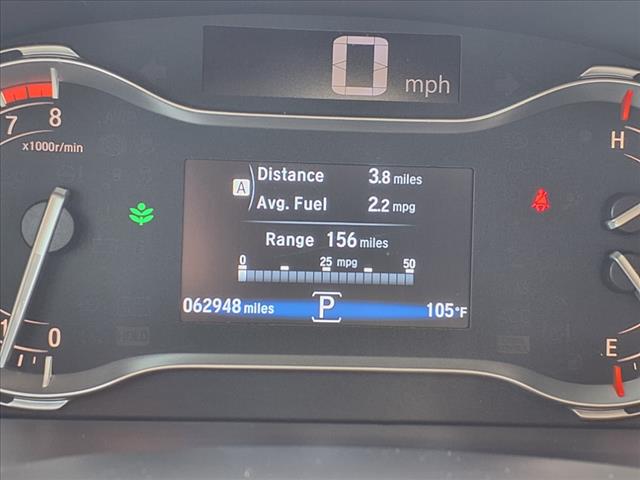 0 mph
8
7
x1000r/min
H
A
Distance 3.8 miles
Avg. Fuel 2.2 mpg
Range 156 miles
0 25 mpg 50
062948 miles P 105°F
1 0
E